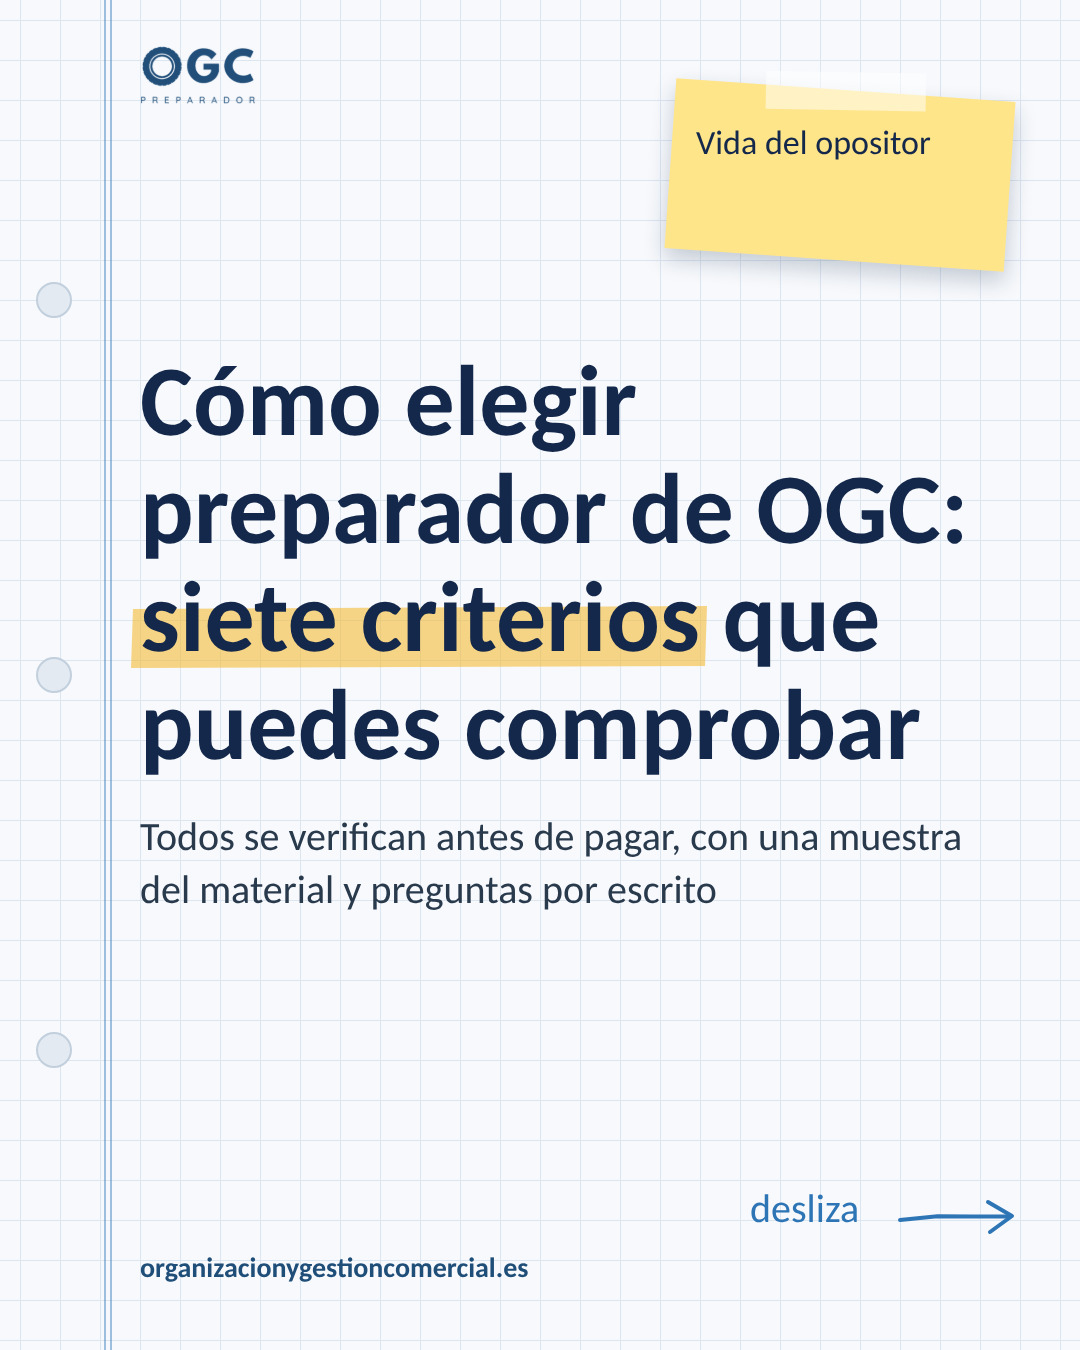 OGC
PREPARADOR
Vida del opositor
Cómo elegir
preparador de OGC:
siete criterios que
puedes comprobar
Todos se verifican antes de pagar, con una muestra
del material y preguntas por escrito
desliza
organizacionygestioncomercial.es